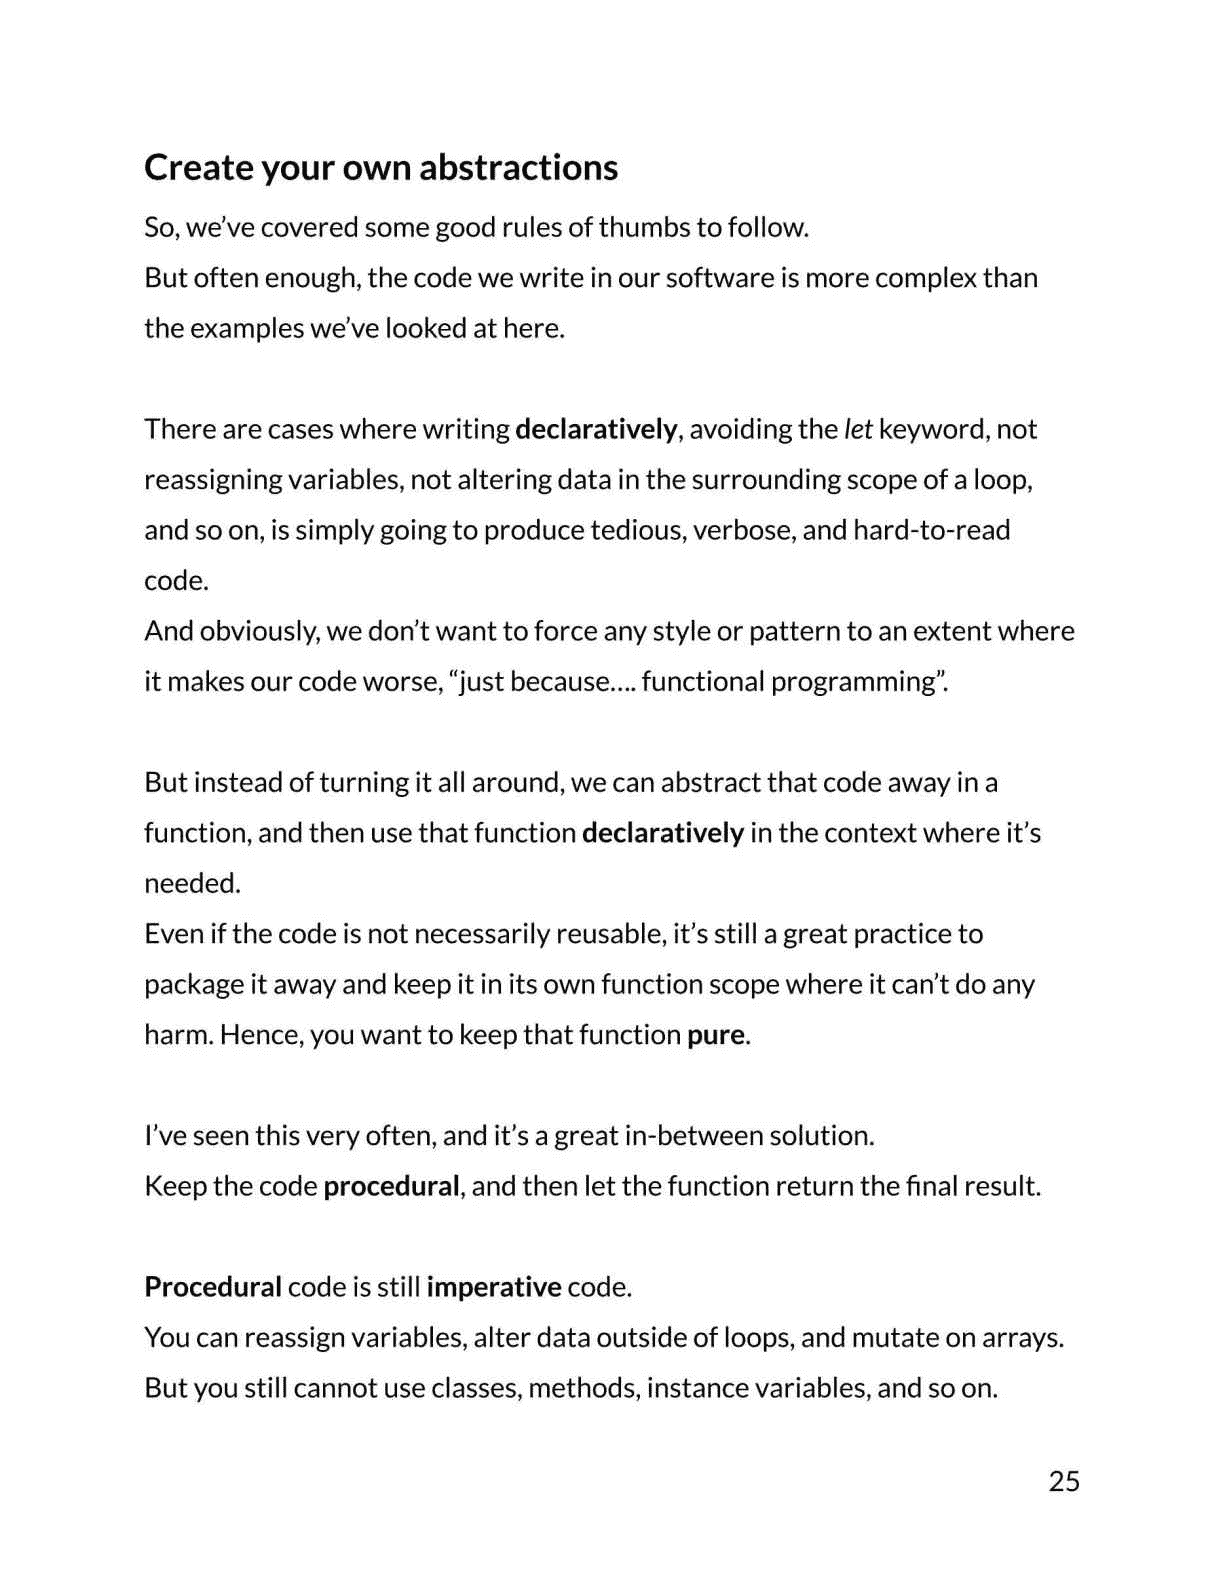 Create your own abstractions
So, we’ve covered some good rules of thumbs to follow.
But often enough, the code we write in our software is more complex than
the examples we’ve looked at here.
There are cases where writing declaratively, avoiding the let keyword, not
reassigning variables, not altering data in the surrounding scope of a loop,
and so on, is simply going to produce tedious, verbose, and hard-to-read
code.
And obviously, we don’t want to force any style or pattern to an extent where
it makes our code worse, “just because.... functional programming”.
But instead of turning it all around, we can abstract that code away in a
function, and then use that function declaratively in the context where it’s
needed.
Even if the code is not necessarily reusable, it’s still a great practice to
package it away and keep it in its own function scope where it can’t do any
harm. Hence, you want to keep that function pure.
I’ve seen this very often, and it’s a great in-between solution.
Keep the code procedural, and then let the function return the final result.
Procedural code is still imperative code.
You can reassign variables, alter data outside of loops, and mutate on arrays.
But you still cannot use classes, methods, instance variables, and so on.
25